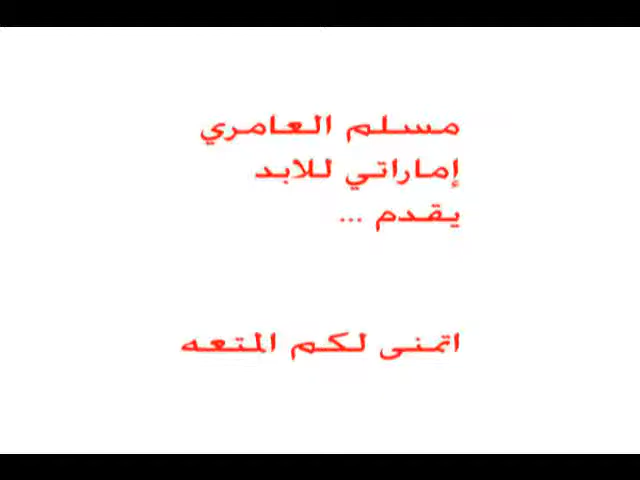 مسلم العامري
إماراتي للابد
يقدم ...
اتمنى لكم المتعه